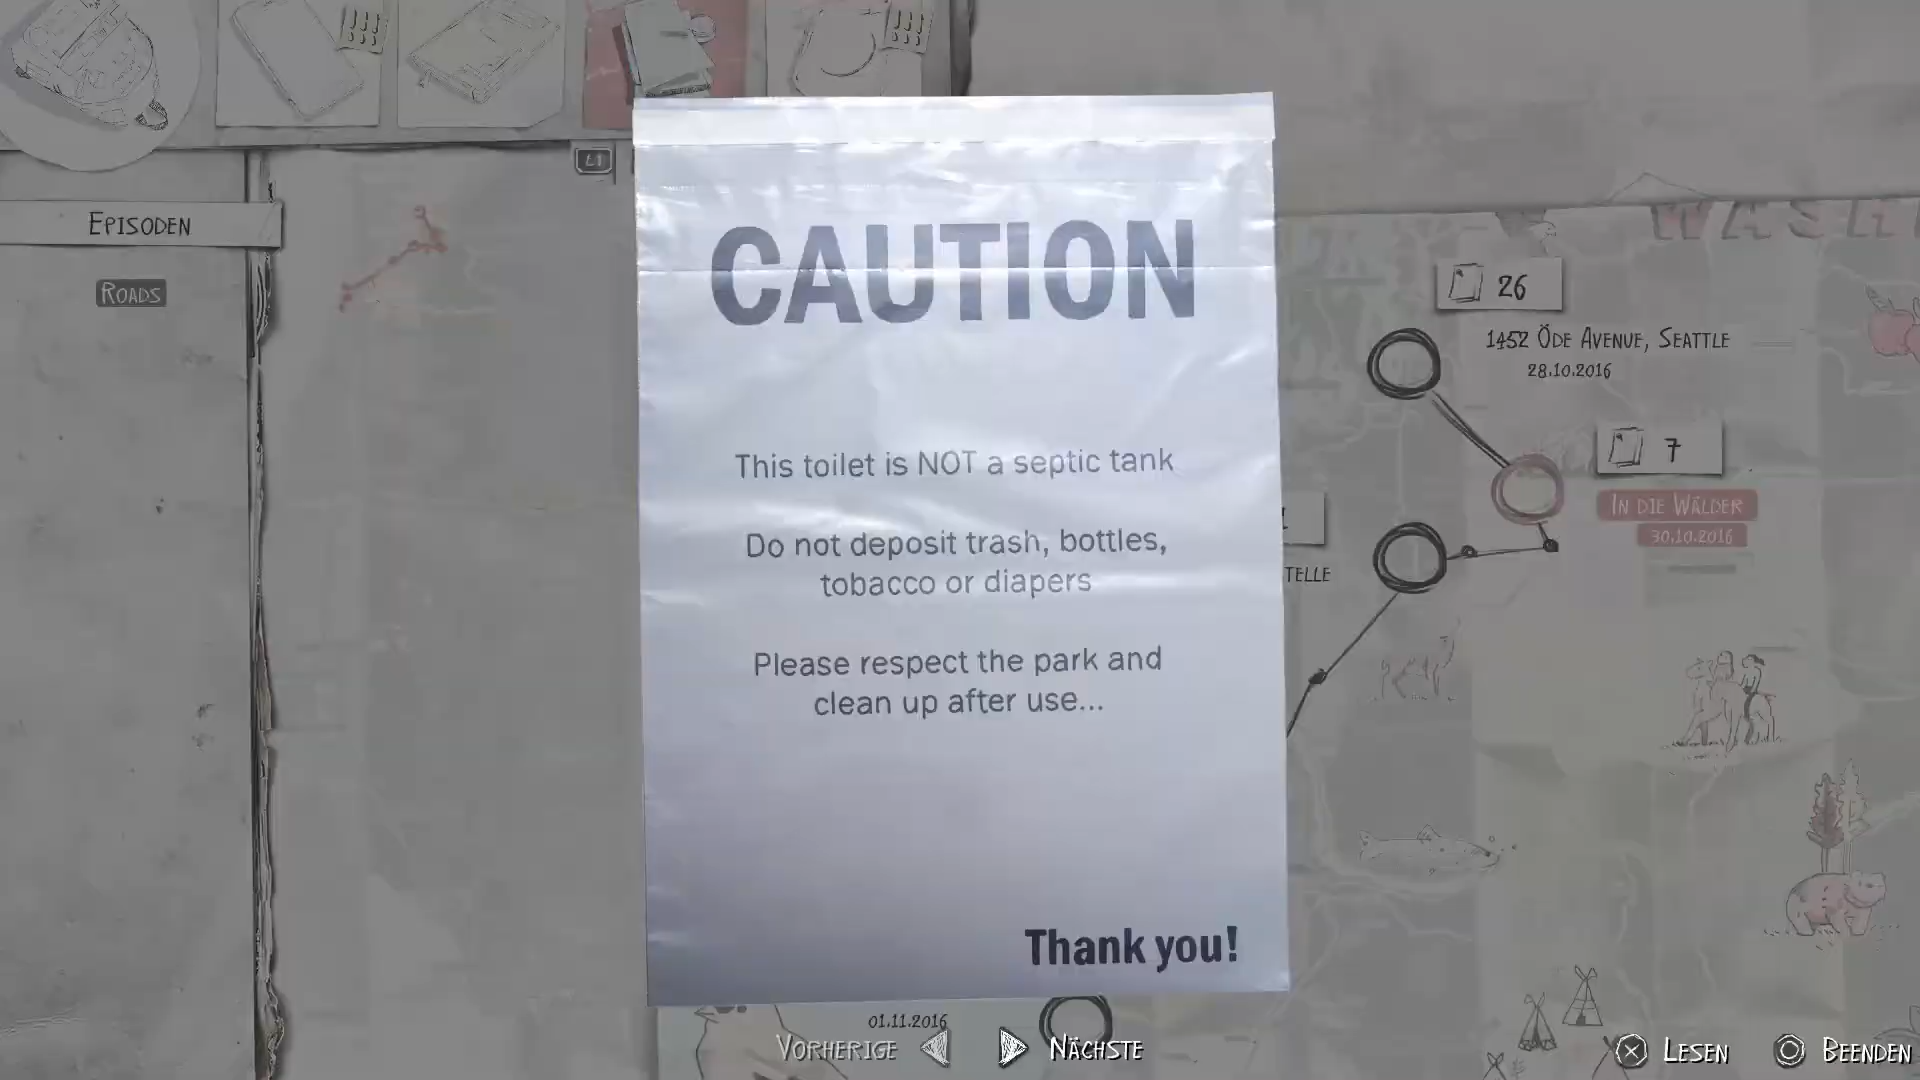 L1
EPISODEN
ROADS
CAUTION
This toilet is NOT a septic tank
Do not deposit trash, bottles,
tobacco or diapers
Please respect the park and
clean up after use...
Thank you!
26
1452 ÖDE AVENUE, SEATTLE
28.10.2016
7
IN DIE WÄLDER
30.10.2016
TELLE
01.11.2016
VORHERIGE
NÄCHSTE
LESEN
BEENDEN